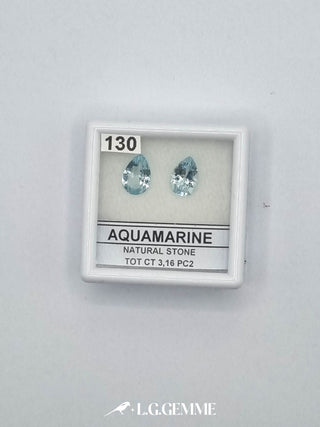 130
AQUAMARINE
NATURAL STONE
TOT CT 3,16 PC2
L.G.GEMME